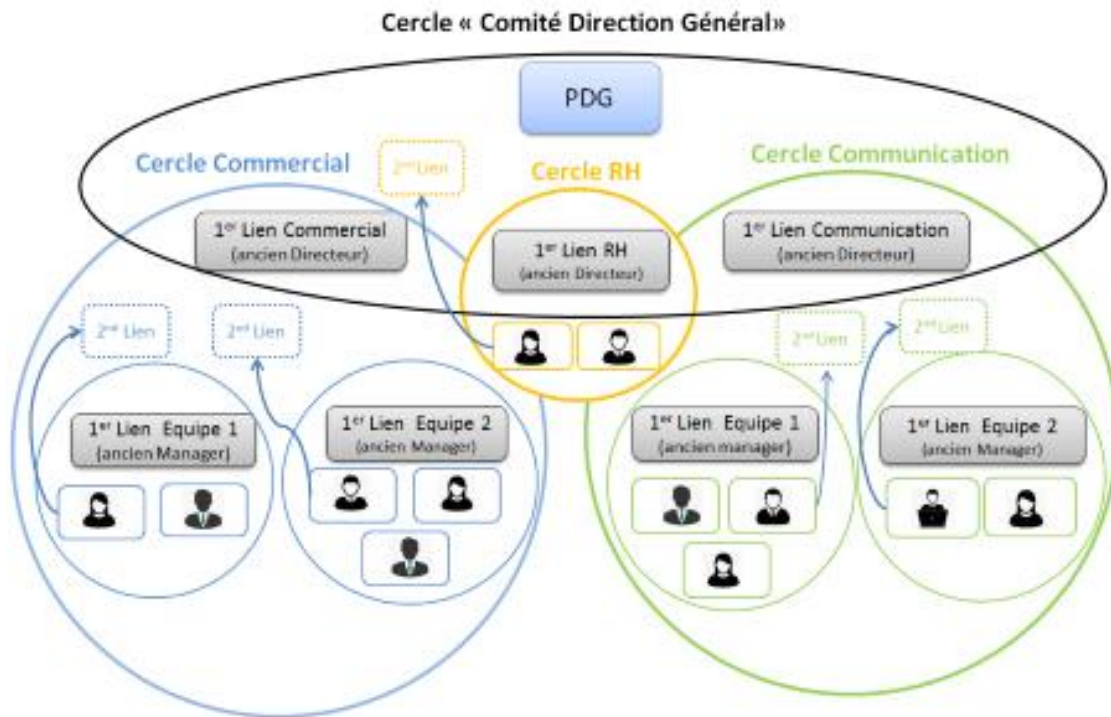 Cercle « Comité Direction Général»
PDG
Cercle Commercial
2nd Lien
Cercle RH
Cercle Communication
1er Lien Commercial
(ancien Directeur)
1er Lien RH
(ancien Directeur)
1er Lien Communication
(ancien Directeur)
2nd Lien
2nd Lien
2nd Lien
2nd Lien
1er Lien Equipe 1
(ancien Manager)
1er Lien Equipe 2
(ancien Manager)
1er Lien Equipe 1
(ancien manager)
1er Lien Equipe 2
(ancien Manager)